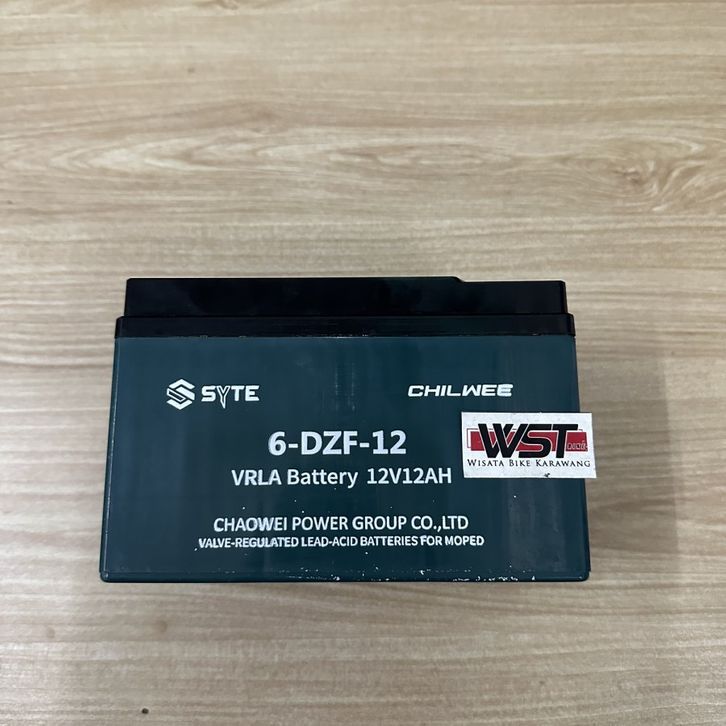 SYTE
CHILWEE
6-DZF-12
VRLA Battery 12V12AH
WST
WISATA BIKE KARAWANG
CHAOWEI POWER GROUP CO.,LTD
VALVE-REGULATED LEAD-ACID BATTERIES FOR MOPED